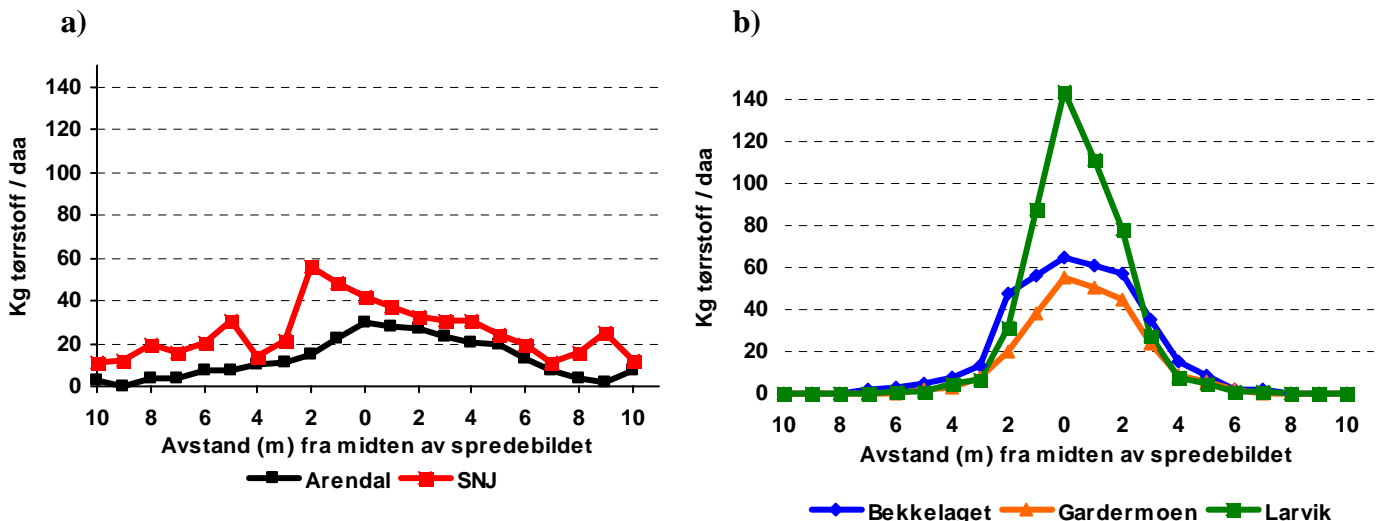 a)
Kg tørrstoff / daa
140
120
100
80
60
40
20
0
10 8 6 4 2 0 2 4 6 8 10
Avstand (m) fra midten av spredebildet
Arendal SNJ
b)
Kg tørrstoff / daa
140
120
100
80
60
40
20
0
10 8 6 4 2 0 2 4 6 8 10
Avstand (m) fra midten av spredebildet
Bekkelaget Gardermoen Larvik